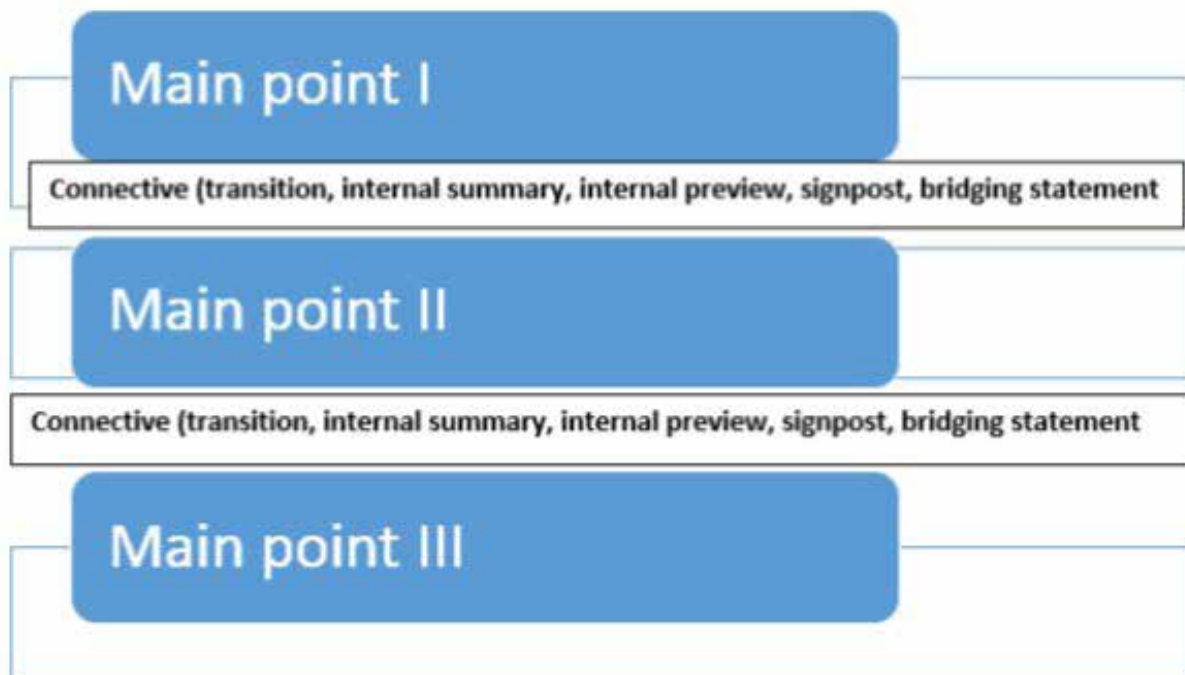 Main point I
Connective (transition, internal summary, internal preview, signpost, bridging statement
Main point II
Connective (transition, internal summary, internal preview, signpost, bridging statement
Main point III